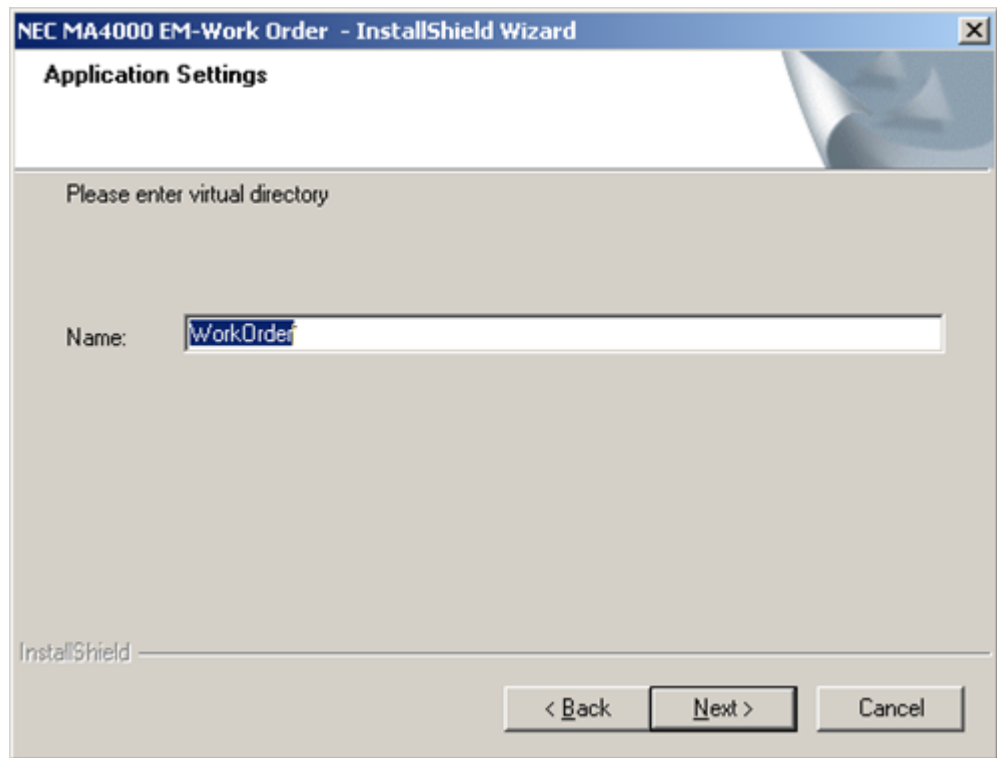 NEC MA4000 EM-Work Order - InstallShield Wizard
Application Settings
Please enter virtual directory
Name: WorkOrder
InstallShield
< Back Next > Cancel